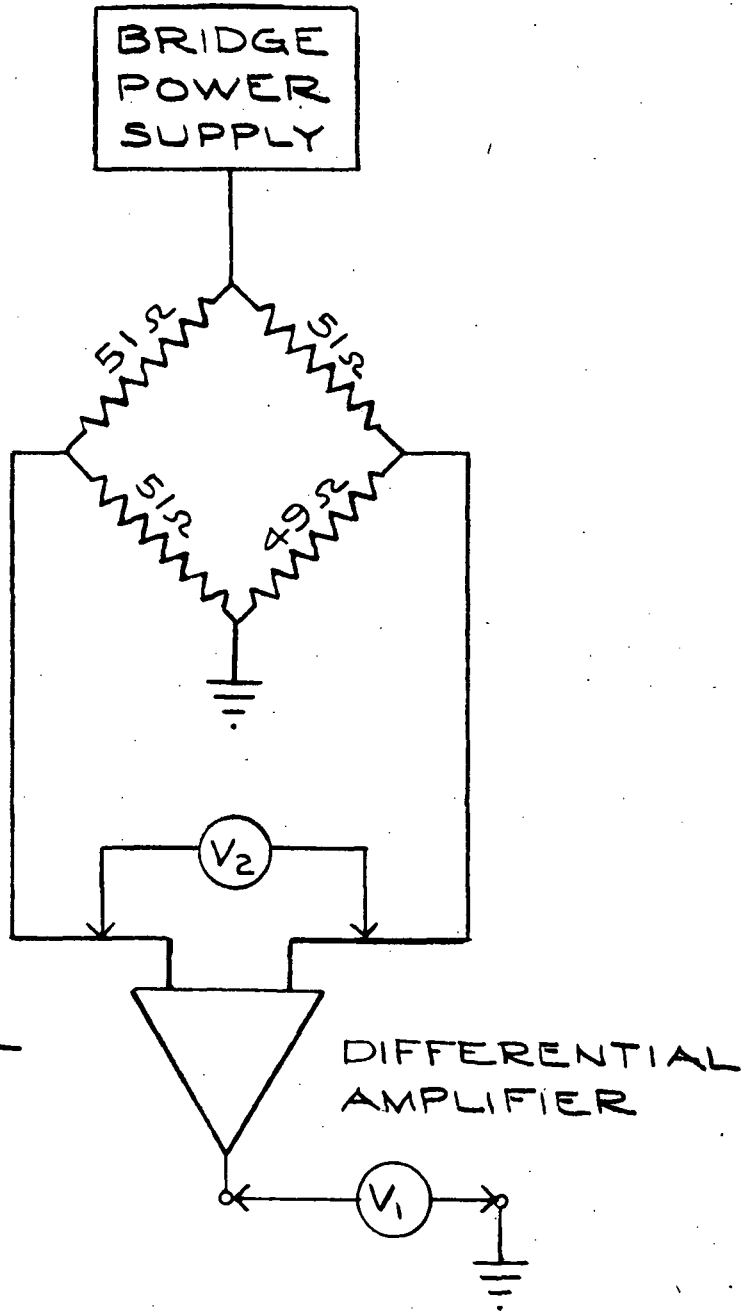 BRIDGE
POWER
SUPPLY
51Ω
51Ω
51Ω
49Ω
V2
DIFFERENTIAL
AMPLIFIER
V1